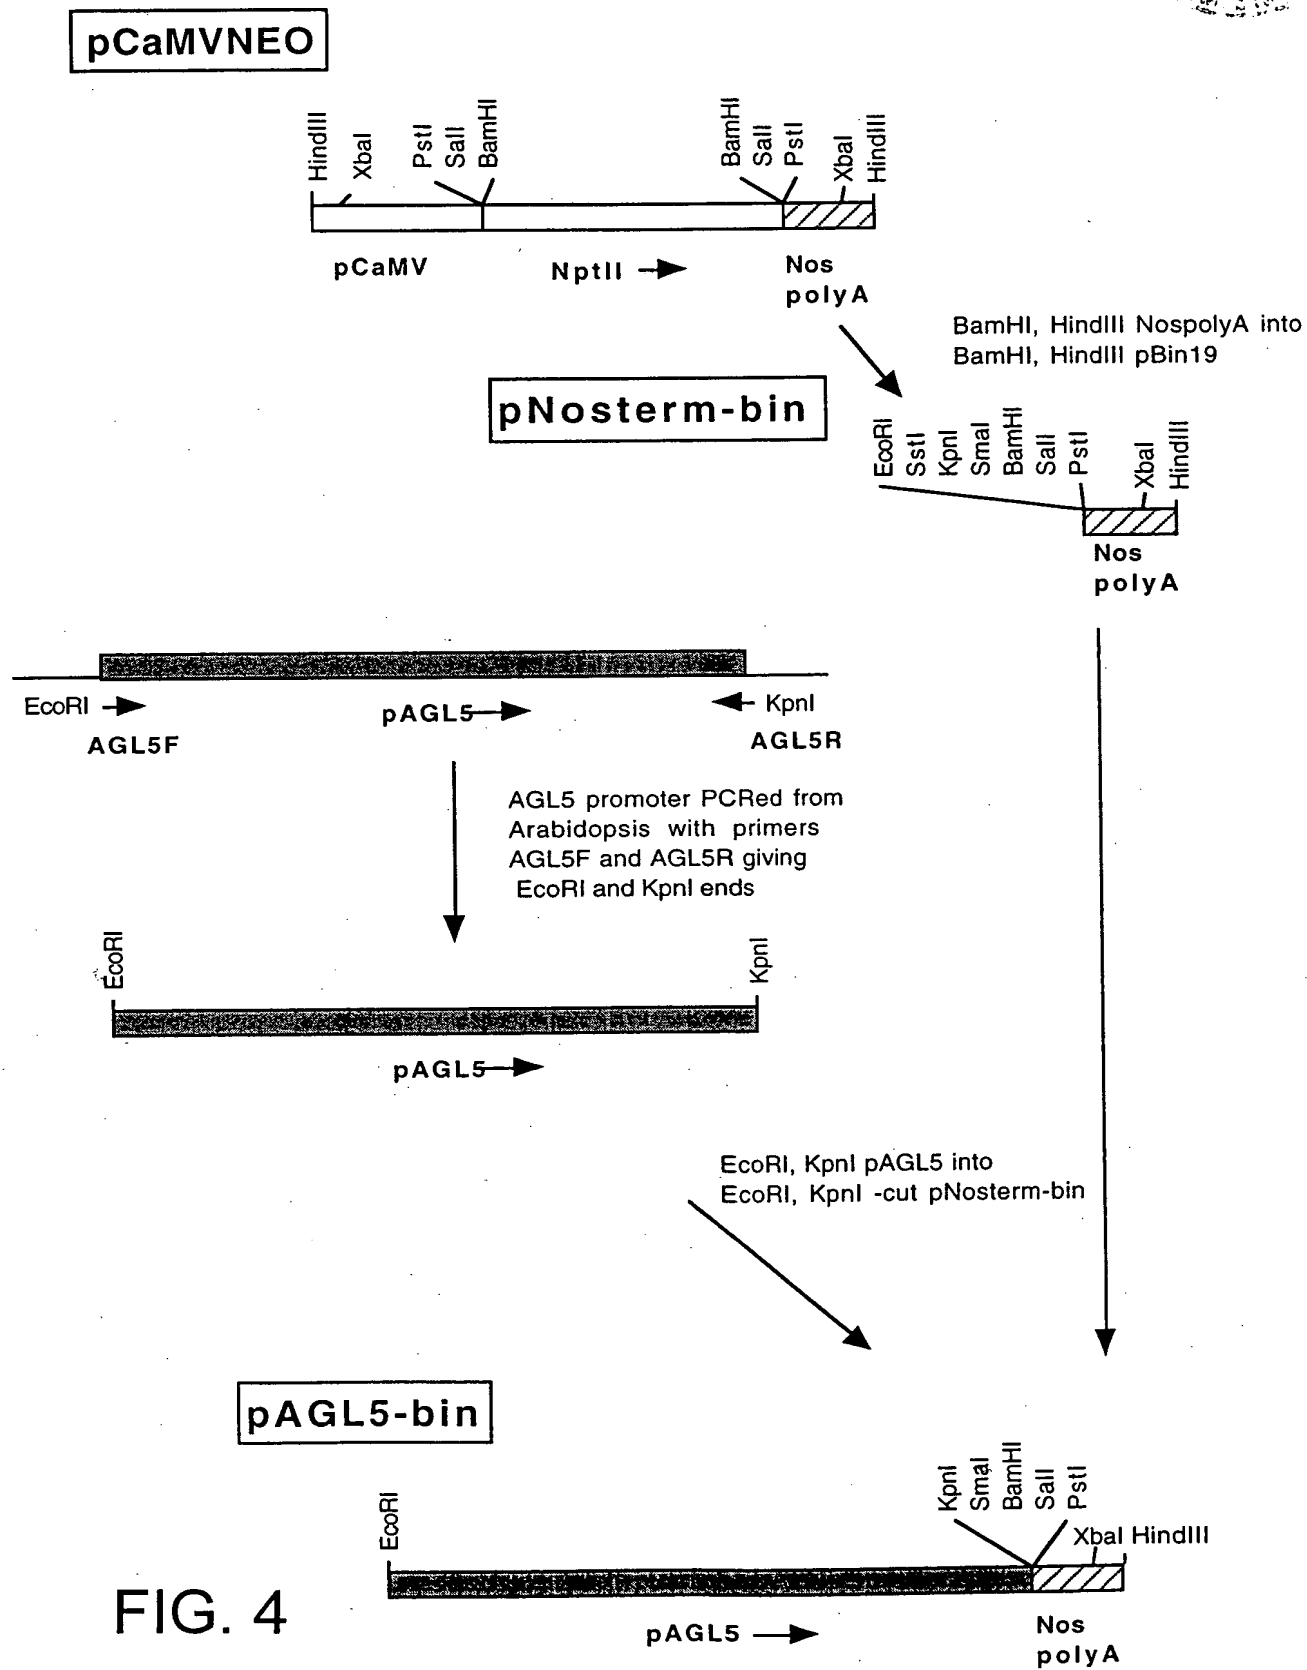 pCaMVNEO
HindIII
XbaI
PstI
SalI
BamHI
BamHI
SalI
PstI
XbaI
HindIII
pCaMV
NptII
Nos
polyA
BamHI, HindIII NospolyA into
BamHI, HindIII pBin19
pNosterm-bin
EcoRI
SstI
KpnI
SmaI
BamHI
SalI
PstI
XbaI
HindIII
Nos
polyA
EcoRI
AGL5F
pAGL5
KpnI
AGL5R
AGL5 promoter PCRed from
Arabidopsis with primers
AGL5F and AGL5R giving
EcoRI and KpnI ends
EcoRI
KpnI
pAGL5
EcoRI, KpnI pAGL5 into
EcoRI, KpnI -cut pNosterm-bin
pAGL5-bin
EcoRI
KpnI
SmaI
BamHI
SalI
PstI
XbaI HindIII
pAGL5
Nos
polyA
FIG. 4